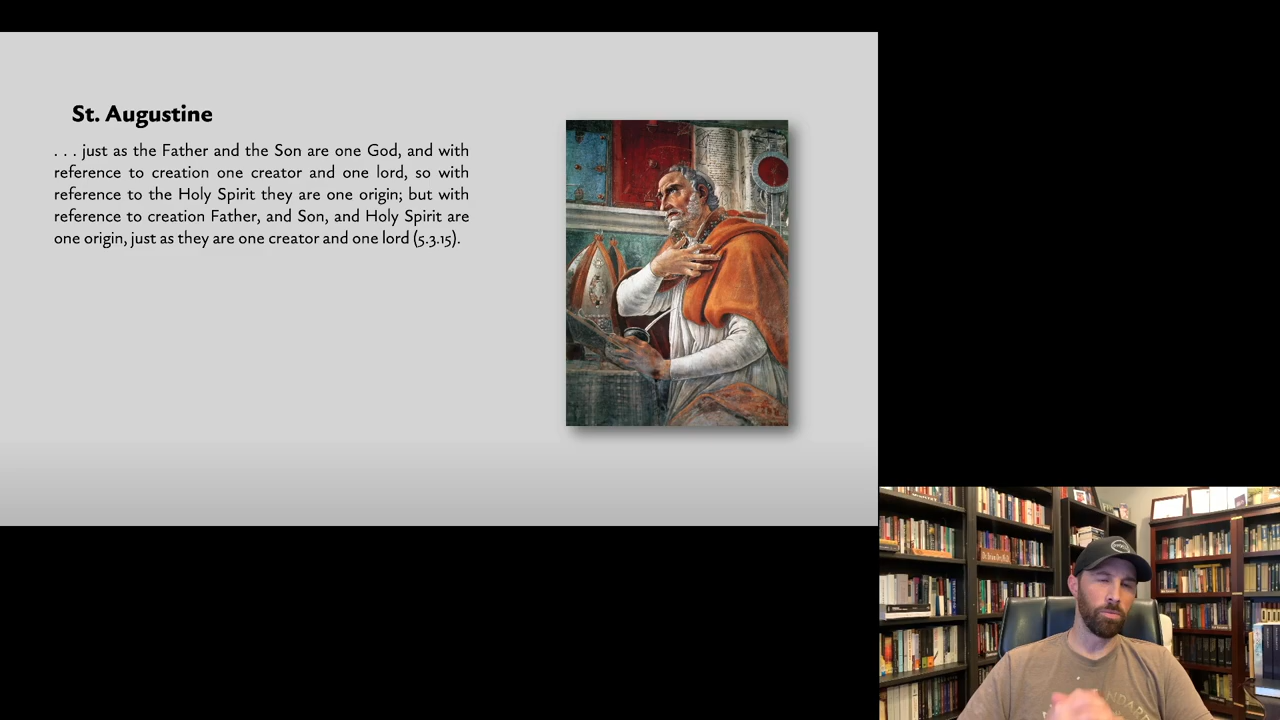 St. Augustine
. . . just as the Father and the Son are one God, and with
reference to creation one creator and one lord, so with
reference to the Holy Spirit they are one origin; but with
reference to creation Father, and Son, and Holy Spirit are
one origin, just as they are one creator and one lord (5.3.15).